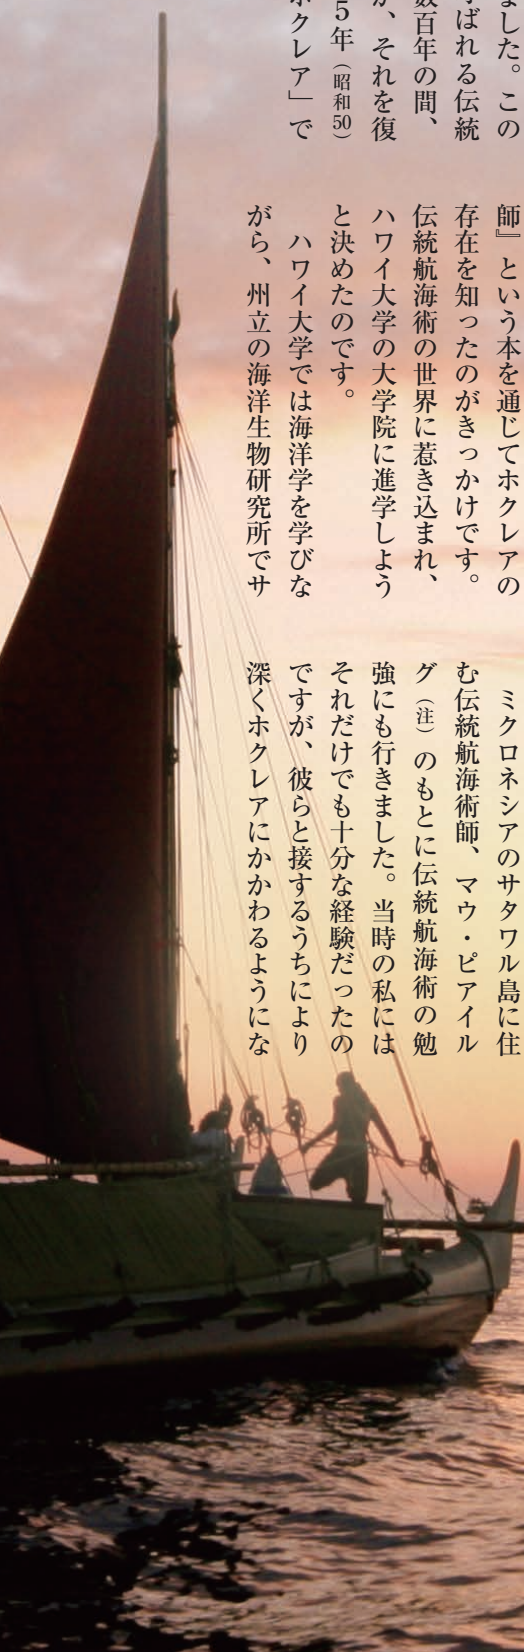 ました。この
ばれる伝統
数百年の間、
、それを復
5年（昭和50）
ホクレア」で
師』という本を通じてホクレアの
存在を知ったのがきっかけです。
伝統航海術の世界に惹き込まれ、
ハワイ大学の大学院に進学しよう
と決めたのです。
ハワイ大学では海洋学を学びな
がら、州立の海洋生物研究所でサ
ミクロネシアのサタワル島に住
む伝統航海術師、マウ・ピアイル
グ（注）のもとに伝統航海術の勉
強にも行きました。当時の私には
それだけでも十分な経験だったの
ですが、彼らと接するうちにより
深くホクレアにかかわるようにな